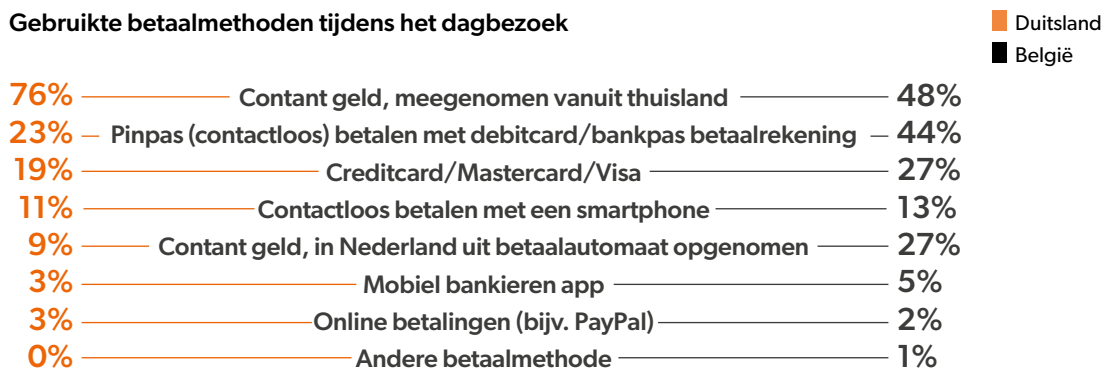 Gebruikte betaalmethoden tijdens het dagbezoek
Duitsland
België
76% Contant geld, meegenomen vanuit thuisland 48%
23% Pinpas (contactloos) betalen met debitcard/bankpas betaalrekening 44%
19% Creditcard/Mastercard/Visa 27%
11% Contactloos betalen met een smartphone 13%
9% Contant geld, in Nederland uit betaalautomaat opgenomen 27%
3% Mobiel bankieren app 5%
3% Online betalingen (bijv. PayPal) 2%
0% Andere betaalmethode 1%